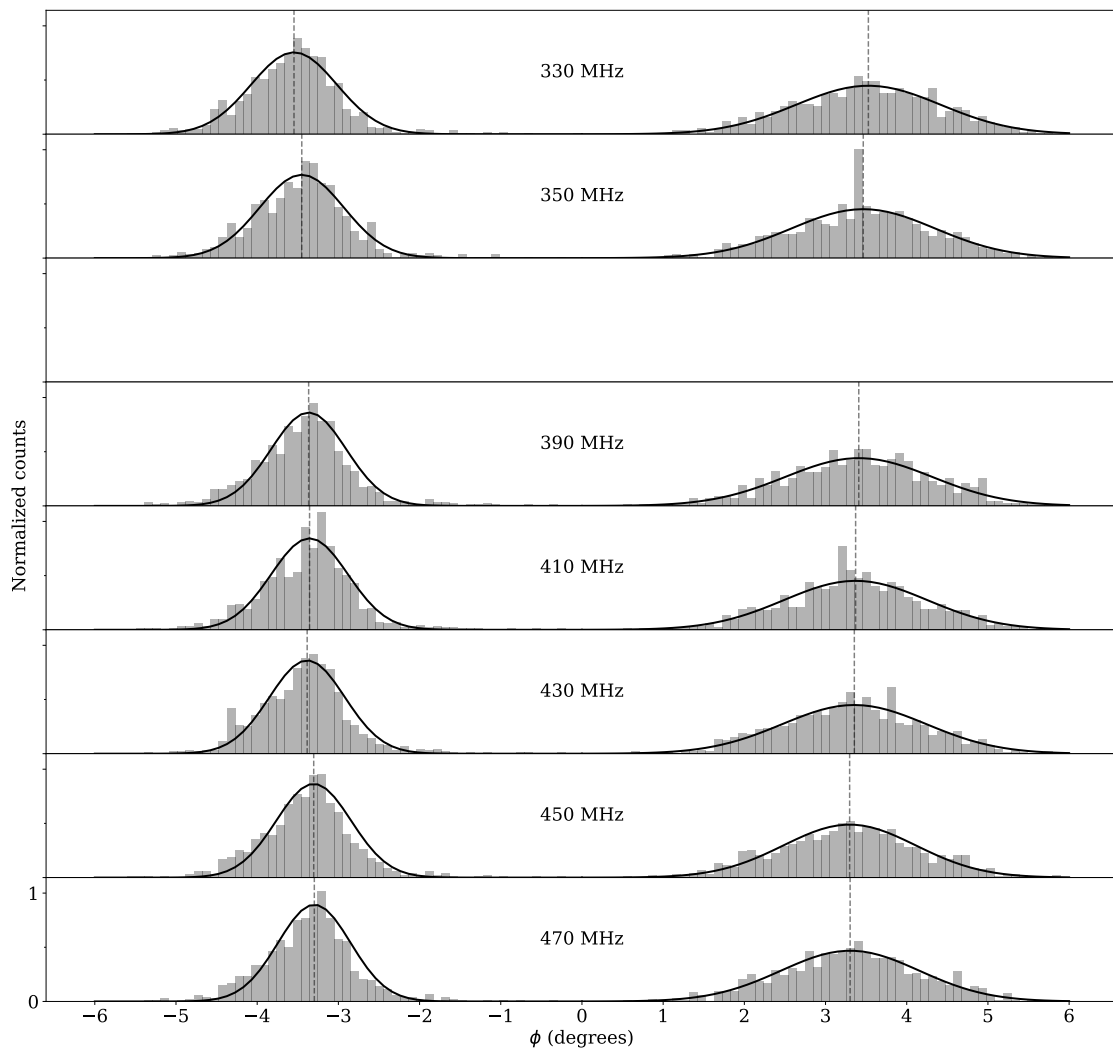 330 MHz
350 MHz
390 MHz
410 MHz
430 MHz
450 MHz
470 MHz
Normalized counts
1
0
−6 −5 −4 −3 −2 −1 0 1 2 3 4 5 6
ϕ (degrees)